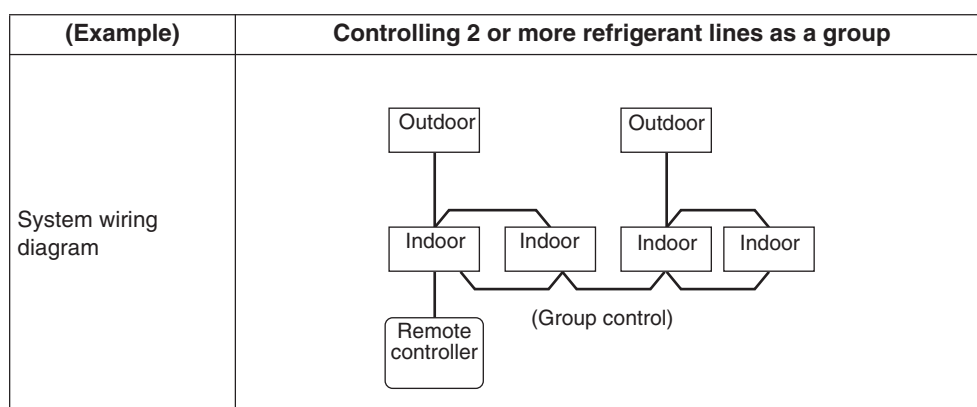 (Example)
Controlling 2 or more refrigerant lines as a group
System wiring
diagram
Outdoor
Outdoor
Indoor
Indoor
Indoor
Indoor
(Group control)
Remote
controller